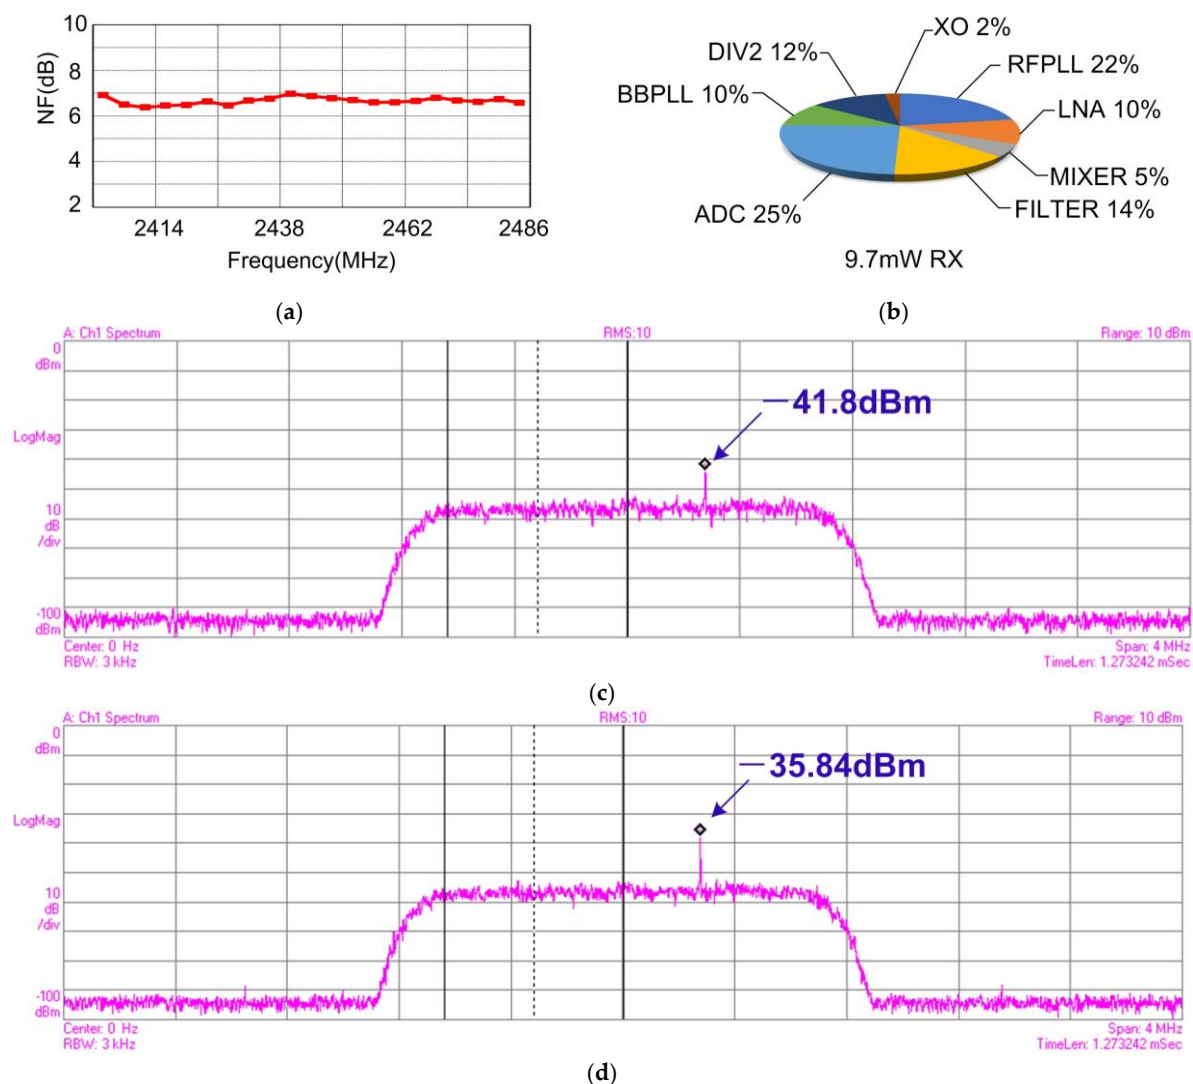 10
8
6
4
2
NF(dB)
2414 2438 2462 2486
Frequency(MHz)
(a)
XO 2%
DIV2 12%
RFPLL 22%
BBPLL 10%
LNA 10%
MIXER 5%
ADC 25%
FILTER 14%
9.7mW RX
(b)
A: Ch1 Spectrum RMS:10 Range: 10 dBm
0
dBm
— 41.8dBm
LogMag
10
dB
/div
-100
dBm
Center: 0 Hz Span: 4 MHz
RBW: 3 kHz TimeLen: 1.273242 mSec
(c)
A: Ch1 Spectrum RMS:10 Range: 10 dBm
0
dBm
— 35.84dBm
LogMag
10
dB
/div
-100
dBm
Center: 0 Hz Span: 4 MHz
RBW: 3 kHz TimeLen: 1.273242 mSec
(d)